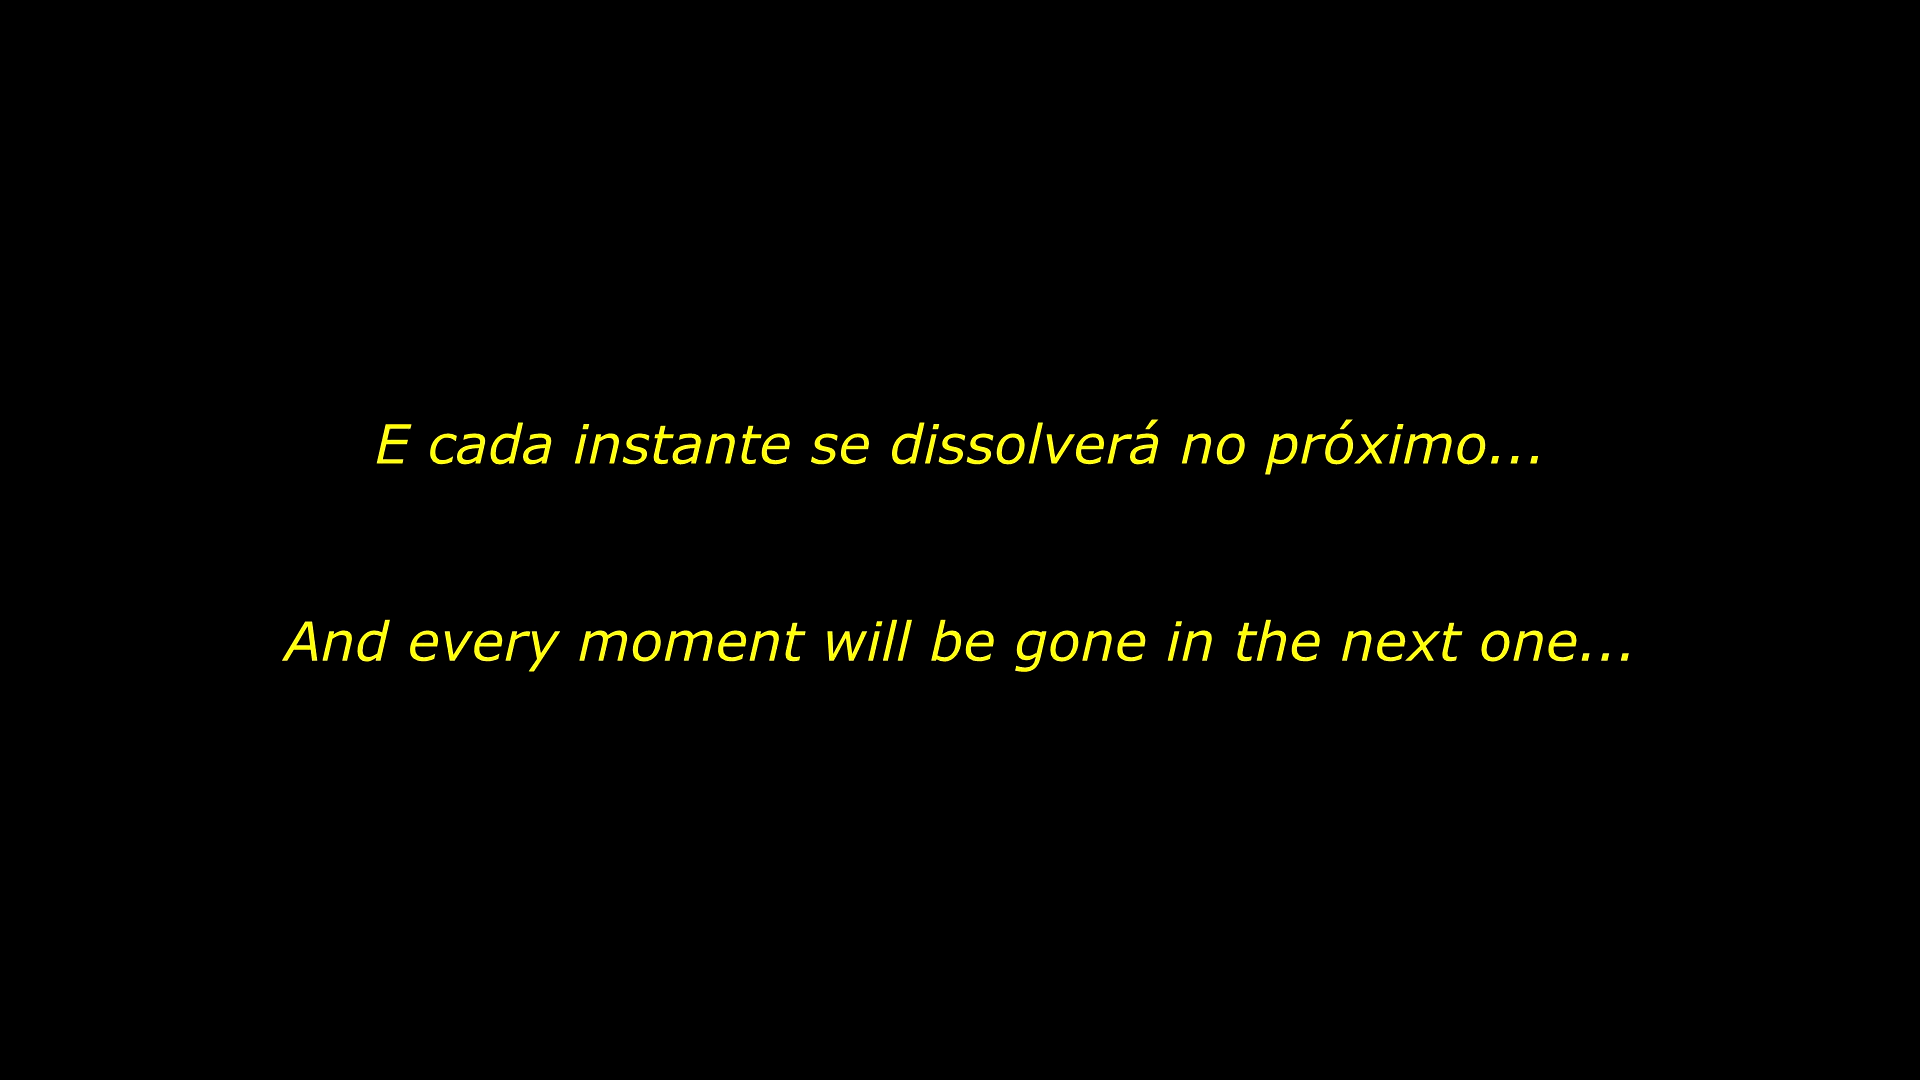 E cada instante se dissolverá no próximo...
And every moment will be gone in the next one...